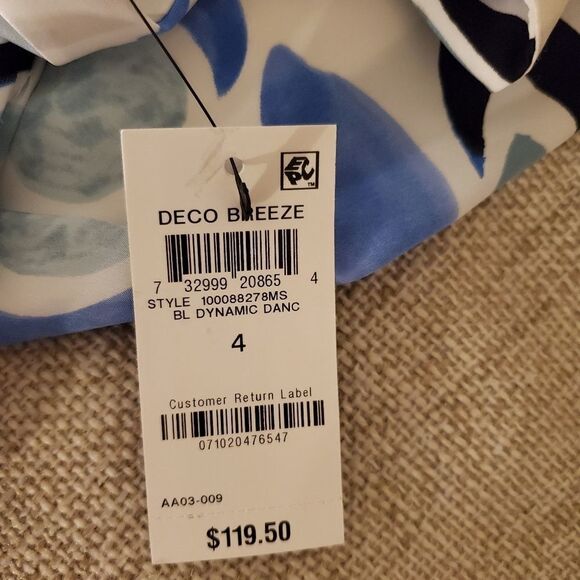 EPC™
DECO BREEZE
7 32999 20865 4
STYLE 100088278MS
BL DYNAMIC DANC
4
Customer Return Label
071020476547
AA03-009
$119.50